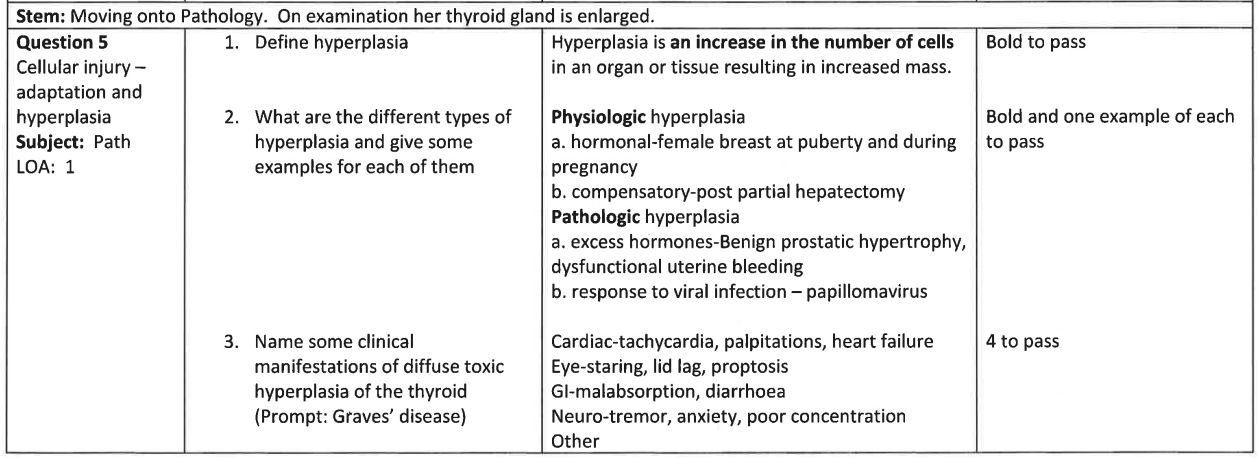 Stem: Moving onto Pathology. On examination her thyroid gland is enlarged.
Question 5
Cellular injury –
adaptation and
hyperplasia
Subject: Path
LOA: 1
1. Define hyperplasia
Hyperplasia is an increase in the number of cells
in an organ or tissue resulting in increased mass.
Bold to pass
2. What are the different types of
hyperplasia and give some
examples for each of them
Physiologic hyperplasia
a. hormonal-female breast at puberty and during
pregnancy
b. compensatory-post partial hepatectomy
Pathologic hyperplasia
a. excess hormones-Benign prostatic hypertrophy,
dysfunctional uterine bleeding
b. response to viral infection – papillomavirus
Bold and one example of each
to pass
3. Name some clinical
manifestations of diffuse toxic
hyperplasia of the thyroid
(Prompt: Graves’ disease)
Cardiac-tachycardia, palpitations, heart failure
Eye-staring, lid lag, proptosis
GI-malabsorption, diarrhoea
Neuro-tremor, anxiety, poor concentration
Other
4 to pass